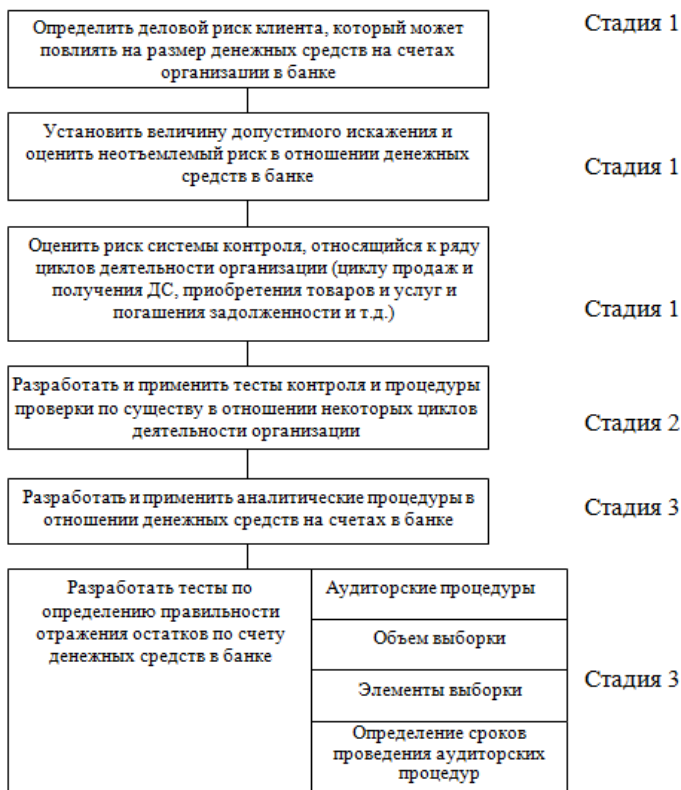 Определить деловой риск клиента, который может
повлиять на размер денежных средств на счетах
организации в банке
Стадия 1
Установить величину допустимого искажения и
оценить неотъемлемый риск в отношении денежных
средств в банке
Стадия 1
Оценить риск системы контроля, относящийся к ряду
циклов деятельности организации (циклу продаж и
получения ДС, приобретения товаров и услуг и
погашения задолженности и т.д.)
Стадия 1
Разработать и применить тесты контроля и процедуры
проверки по существу в отношении некоторых циклов
деятельности организации
Стадия 2
Разработать и применить аналитические процедуры в
отношении денежных средств на счетах в банке
Стадия 3
Разработать тесты по
определению правильности
отражения остатков по счету
денежных средств в банке
Аудиторские процедуры
Объем выборки
Элементы выборки
Определение сроков
проведения аудиторских
процедур
Стадия 3